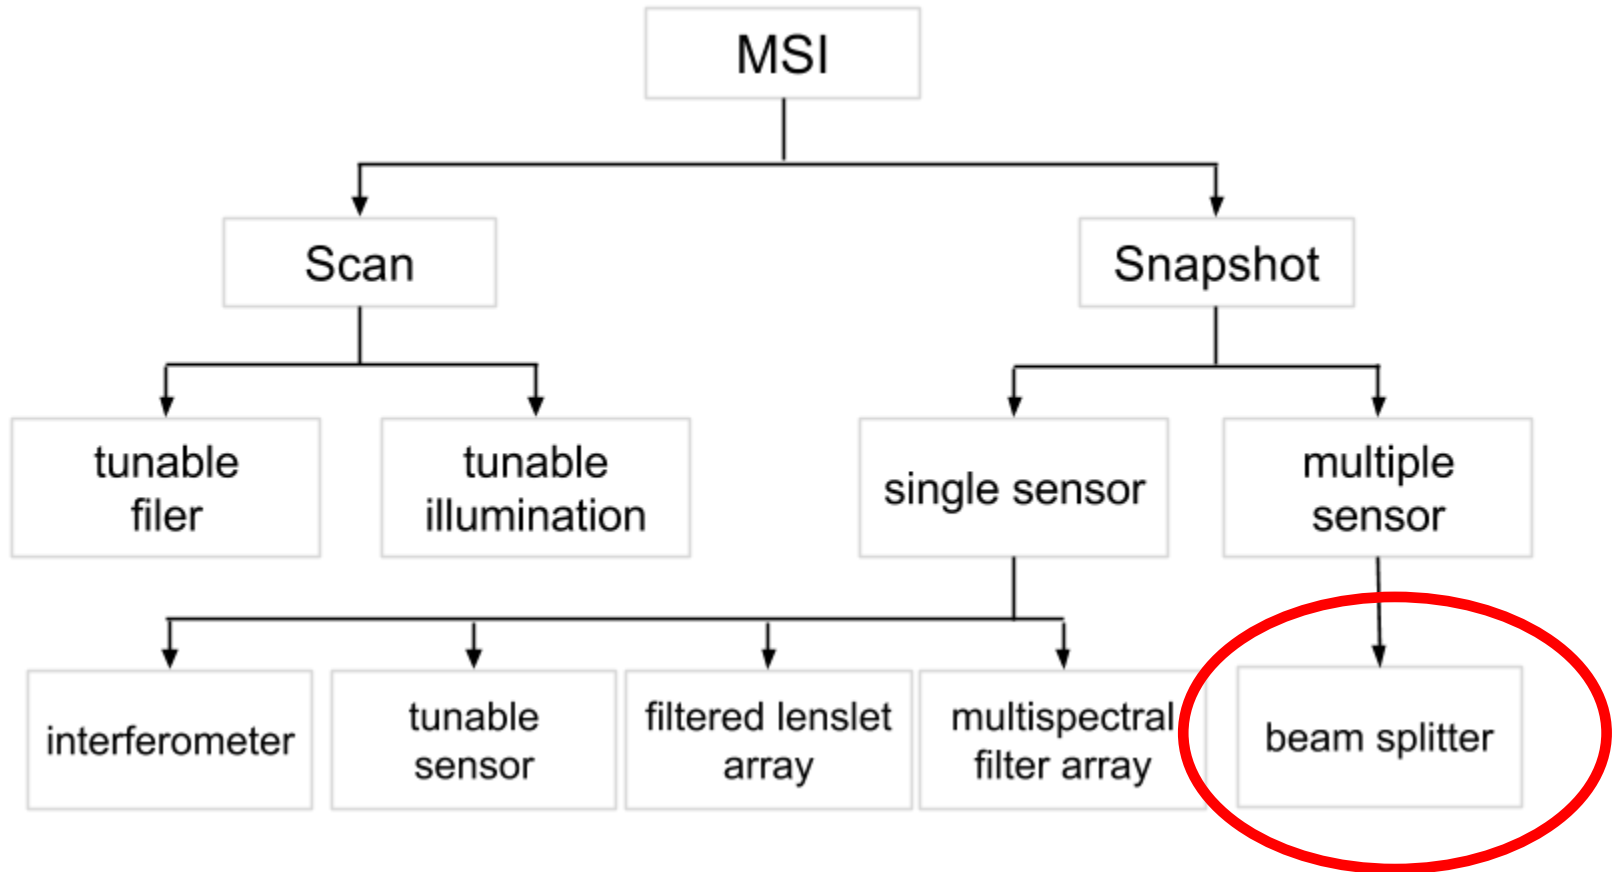 MSI
Scan
Snapshot
tunable
filer
tunable
illumination
single sensor
multiple
sensor
interferometer
tunable
sensor
filtered lenslet
array
multispectral
filter array
beam splitter